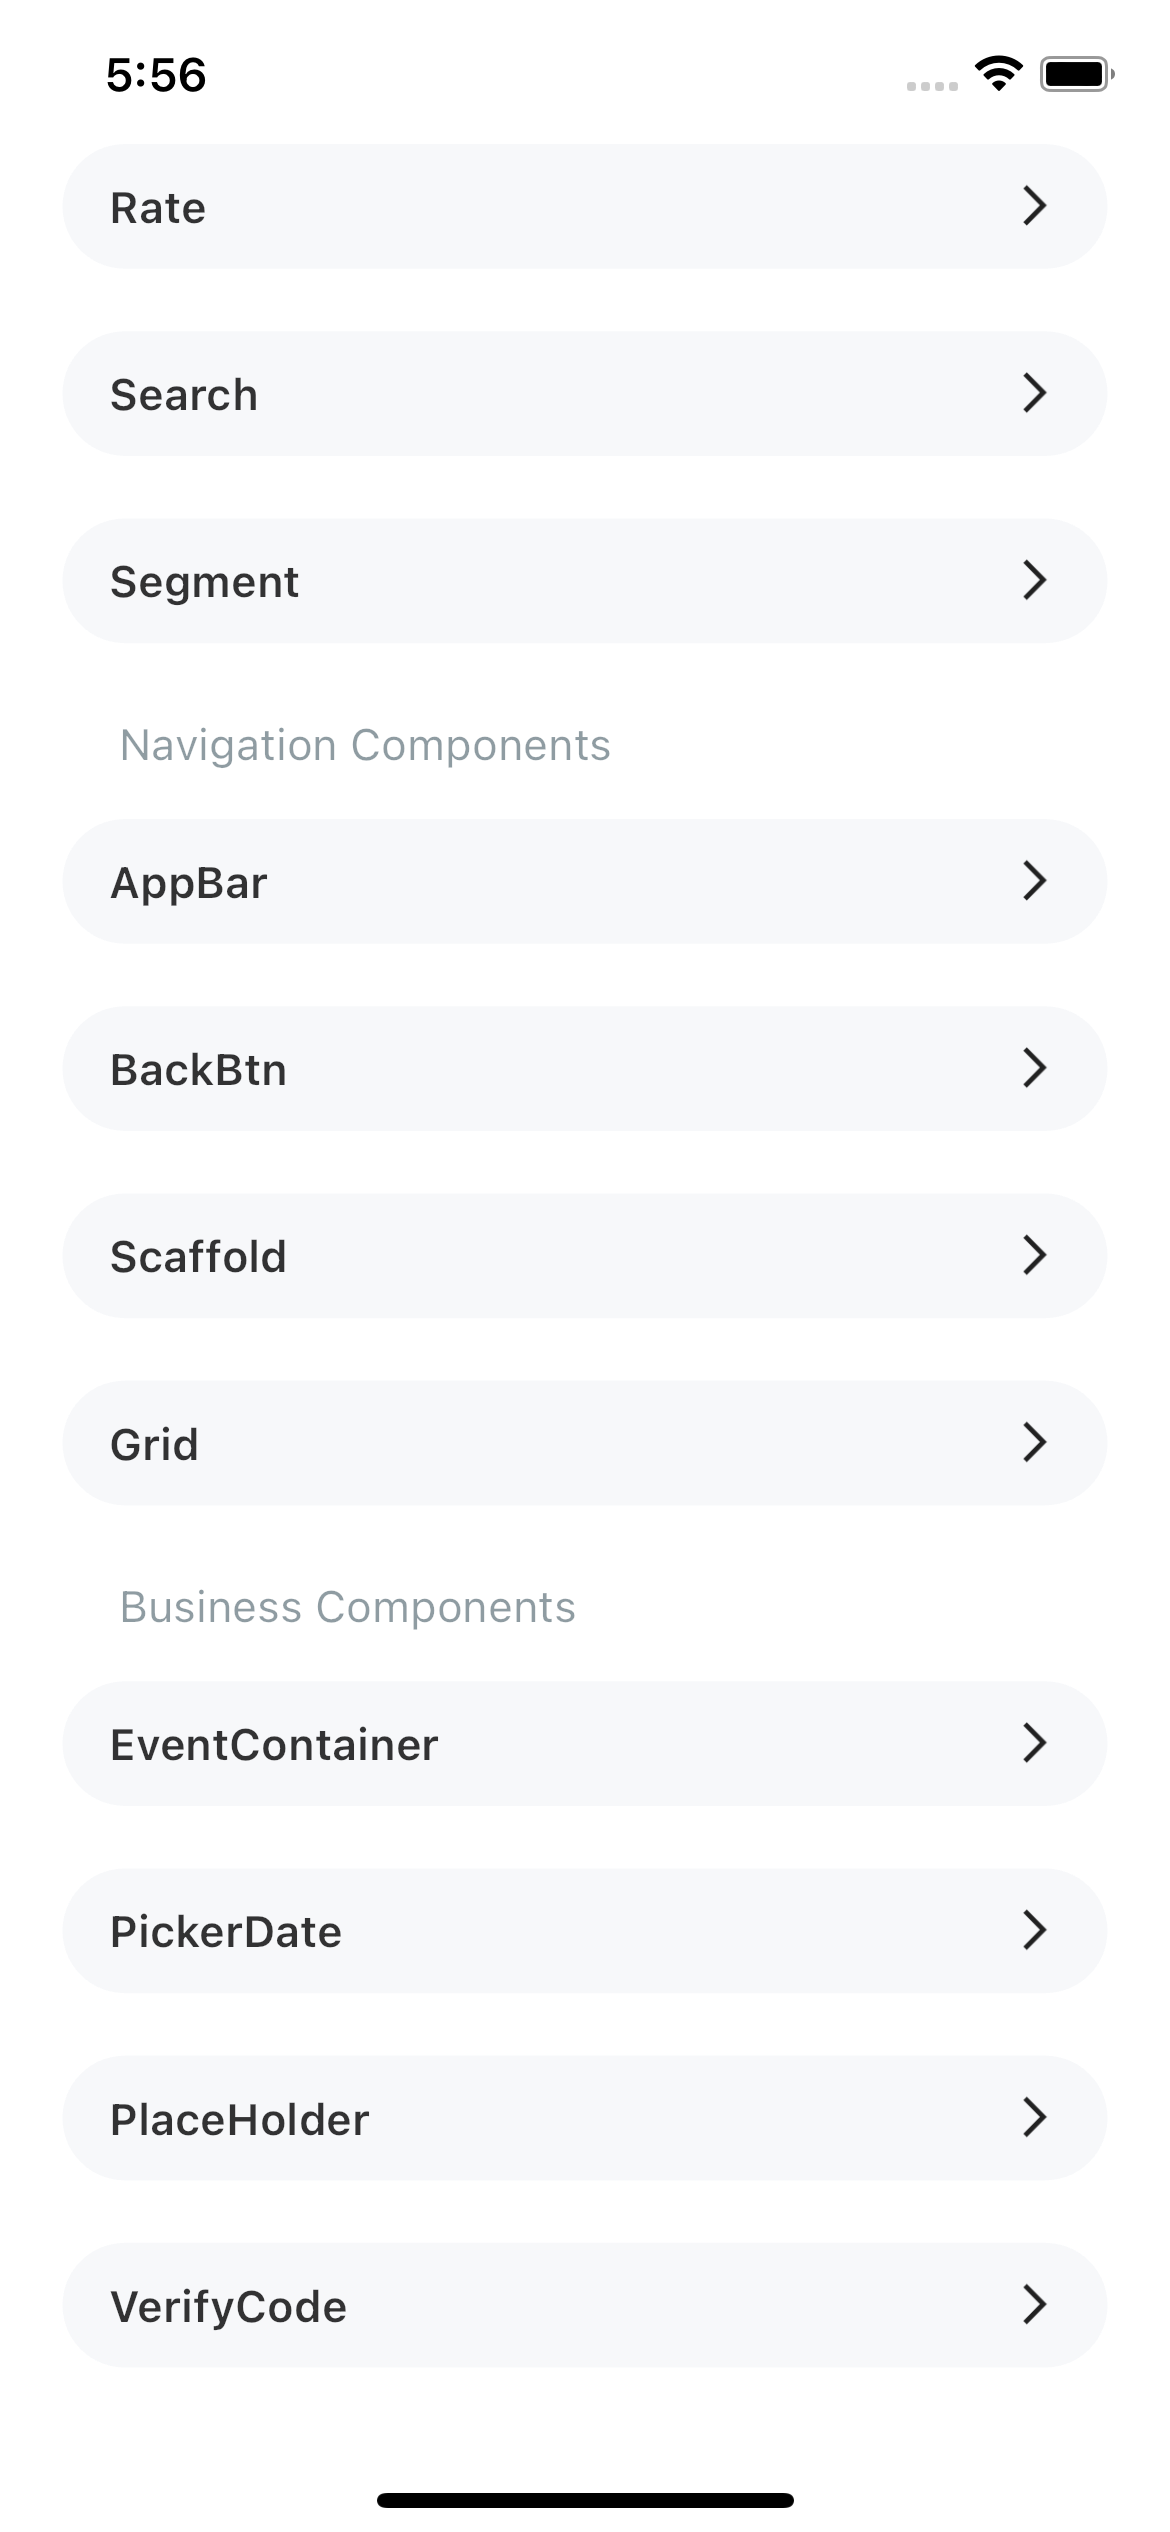 5:56
Rate
Search
Segment
Navigation Components
AppBar
BackBtn
Scaffold
Grid
Business Components
EventContainer
PickerDate
PlaceHolder
VerifyCode